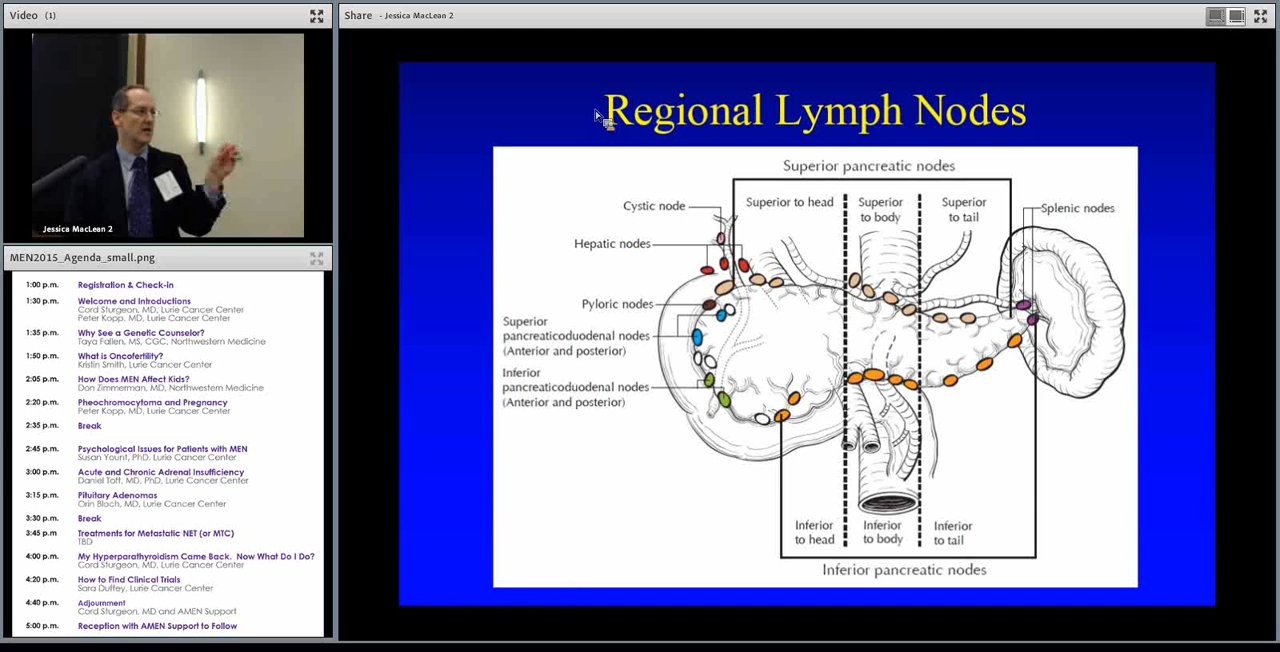 Video (1)
Jessica MacLean 2
MEN2015_Agenda_small.png
1:00 p.m. Registration & Check-in
1:30 p.m. Welcome and Introductions
Cord Sturgeon, MD, Lurie Cancer Center
Peter Kopp, MD, Lurie Cancer Center
1:35 p.m. Why See a Genetic Counselor?
Taya Fallen, MS, CGC, Northwestern Medicine
1:50 p.m. What is Oncofertility?
Kristin Smith, Lurie Cancer Center
2:05 p.m. How Does MEN Affect Kids?
Don Zimmerman, MD, Northwestern Medicine
2:20 p.m. Pheochromocytoma and Pregnancy
Peter Kopp, MD, Lurie Cancer Center
2:35 p.m. Break
2:45 p.m. Psychological Issues for Patients with MEN
Susan Yount, PhD, Lurie Cancer Center
3:00 p.m. Acute and Chronic Adrenal Insufficiency
Daniel Toft, MD, PhD, Lurie Cancer Center
3:15 p.m. Pituitary Adenomas
Orin Bloch, MD, Lurie Cancer Center
3:30 p.m. Break
3:45 p.m Treatments for Metastatic NET (or MTC)
TBD
4:00 p.m. My Hyperparathyroidism Came Back. Now What Do I Do?
Cord Sturgeon, MD, Lurie Cancer Center
4:20 p.m. How to Find Clinical Trials
Sara Duffey, Lurie Cancer Center
4:40 p.m. Adjournment
Cord Sturgeon, MD and AMEN Support
5:00 p.m. Reception with AMEN Support to Follow
Share - Jessica MacLean 2
Regional Lymph Nodes
Superior pancreatic nodes
Cystic node
Superior to head
Superior
to body
Superior
to tail
Splenic nodes
Hepatic nodes
Pyloric nodes
Superior
pancreaticoduodenal nodes
(Anterior and posterior)
Inferior
pancreaticoduodenal nodes
(Anterior and posterior)
Inferior
to head
Inferior
to body
Inferior
to tail
Inferior pancreatic nodes